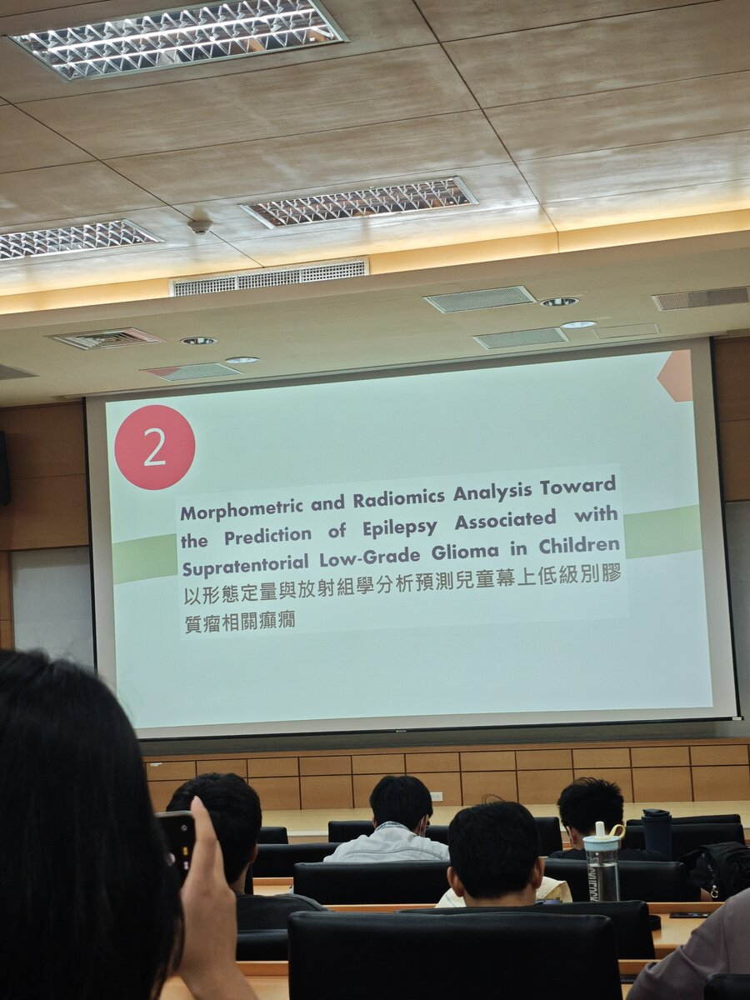 2
Morphometric and Radiomics Analysis Toward
the Prediction of Epilepsy Associated with
Supratentorial Low-Grade Glioma in Children
以形態定量與放射組學分析預測兒童幕上低級別膠
質瘤相關癲癇